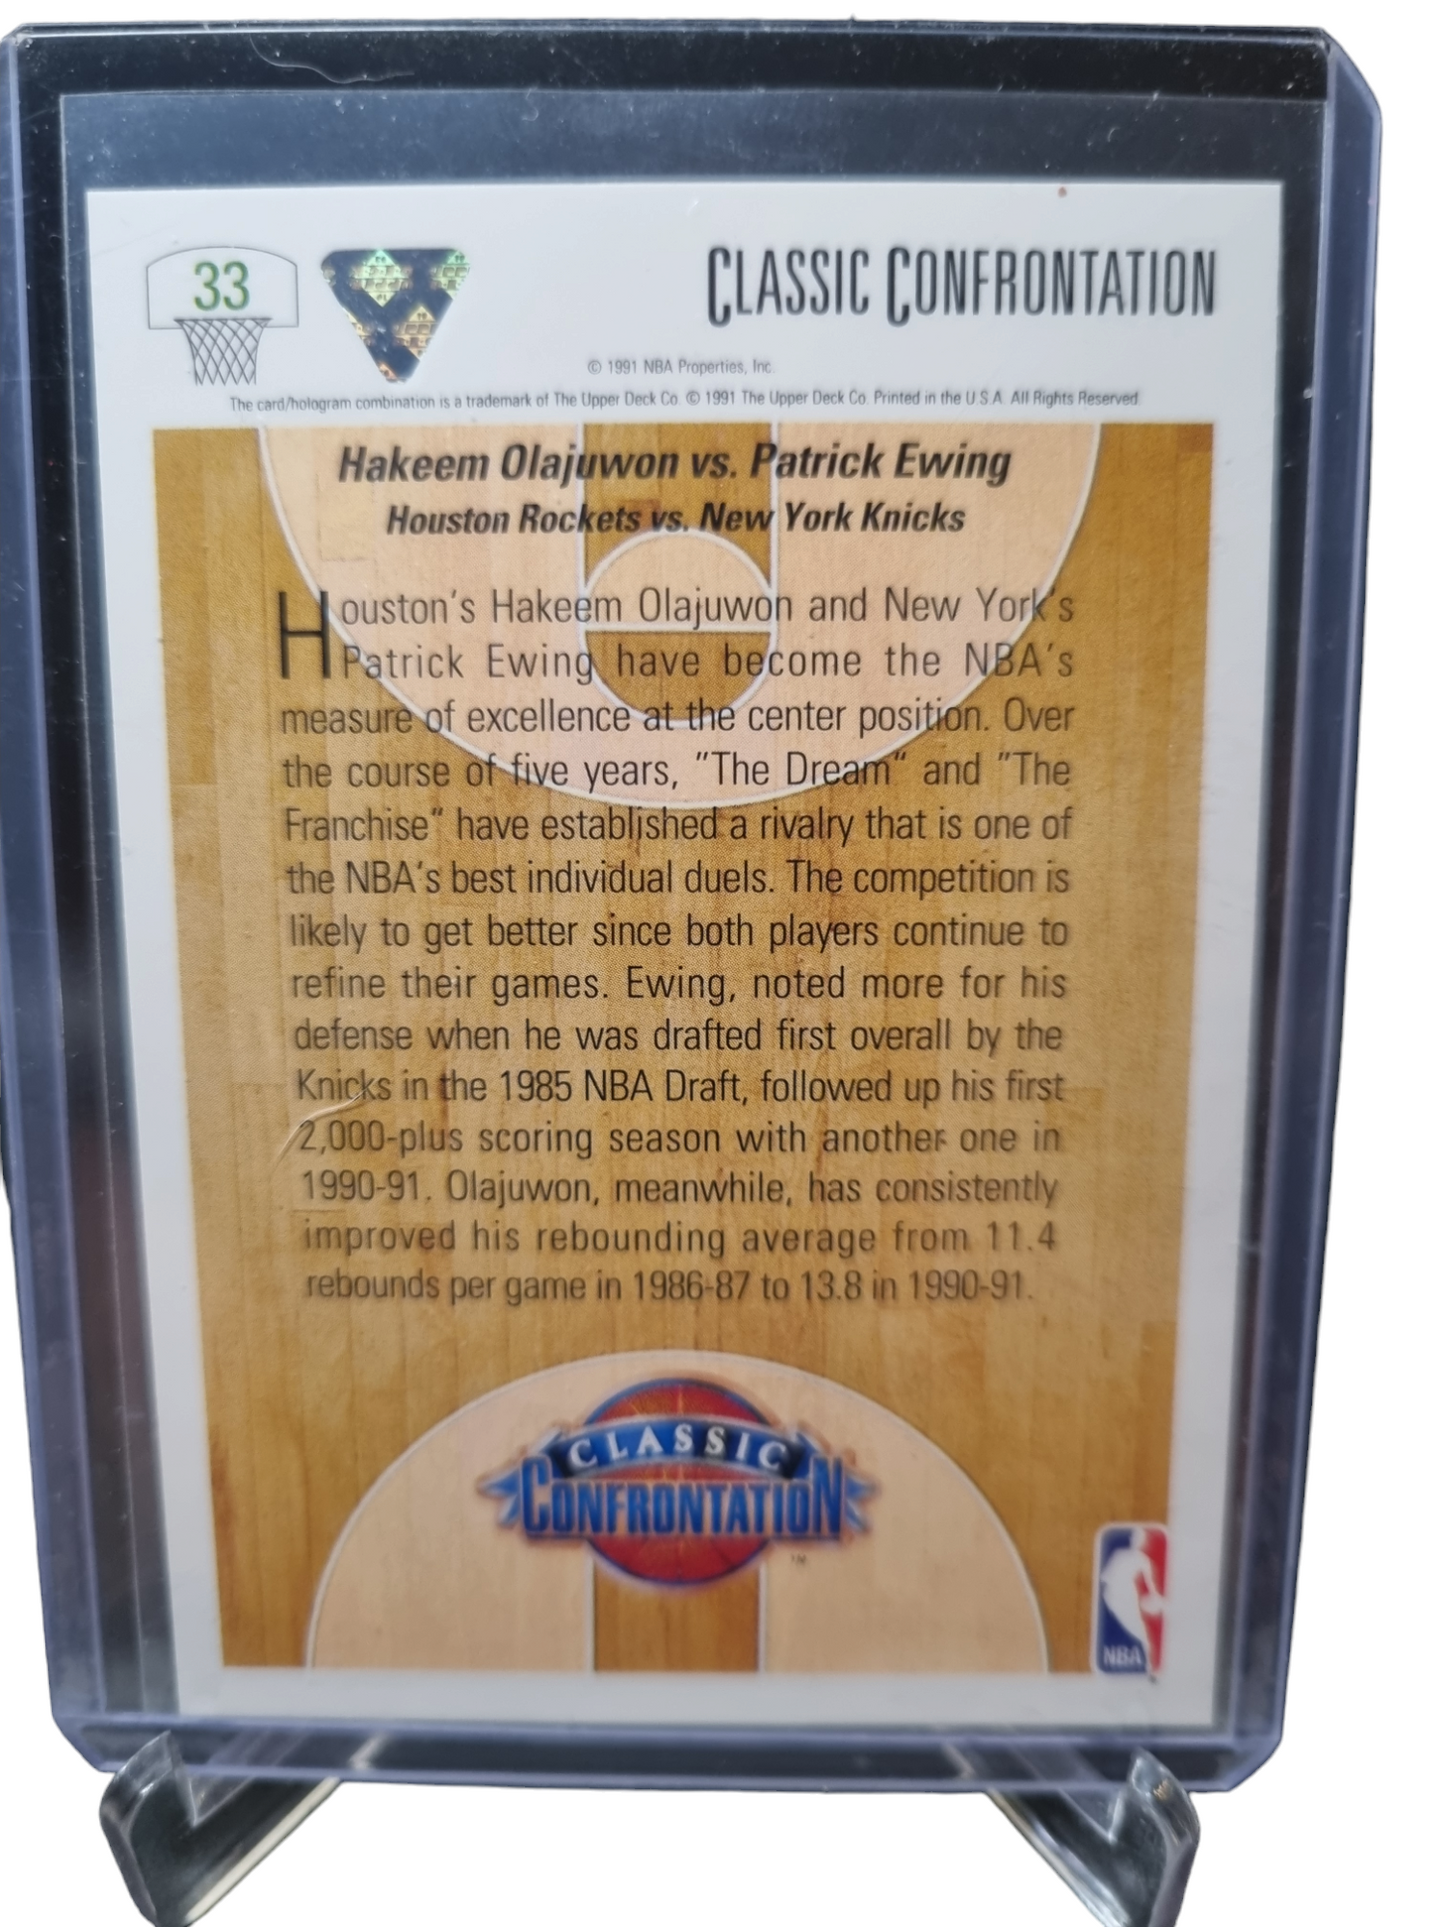 33
CLASSIC CONFRONTATION
© 1991 NBA Properties, Inc.
The card/hologram combination is a trademark of The Upper Deck Co. © 1991 The Upper Deck Co. Printed in the U.S.A. All Rights Reserved.
Hakeem Olajuwon vs. Patrick Ewing
Houston Rockets vs. New York Knicks
Houston's Hakeem Olajuwon and New York's
Patrick Ewing have become the NBA's
measure of excellence at the center position. Over
the course of five years, "The Dream" and "The
Franchise" have established a rivalry that is one of
the NBA's best individual duels. The competition is
likely to get better since both players continue to
refine their games. Ewing, noted more for his
defense when he was drafted first overall by the
Knicks in the 1985 NBA Draft, followed up his first
2,000-plus scoring season with another one in
1990-91. Olajuwon, meanwhile, has consistently
improved his rebounding average from 11.4
rebounds per game in 1986-87 to 13.8 in 1990-91.
CLASSIC
CONFRONTATION
TM
NBA